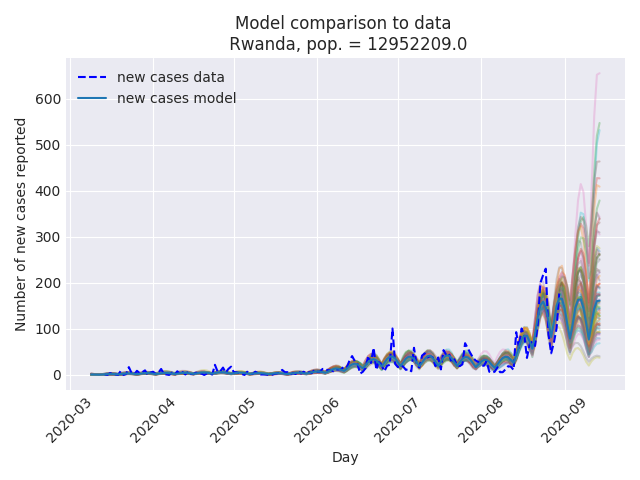 Model comparison to data
Rwanda, pop. = 12952209.0
new cases data
new cases model
Number of new cases reported
600
500
400
300
200
100
0
2020-03
2020-04
2020-05
2020-06
2020-07
2020-08
2020-09
Day